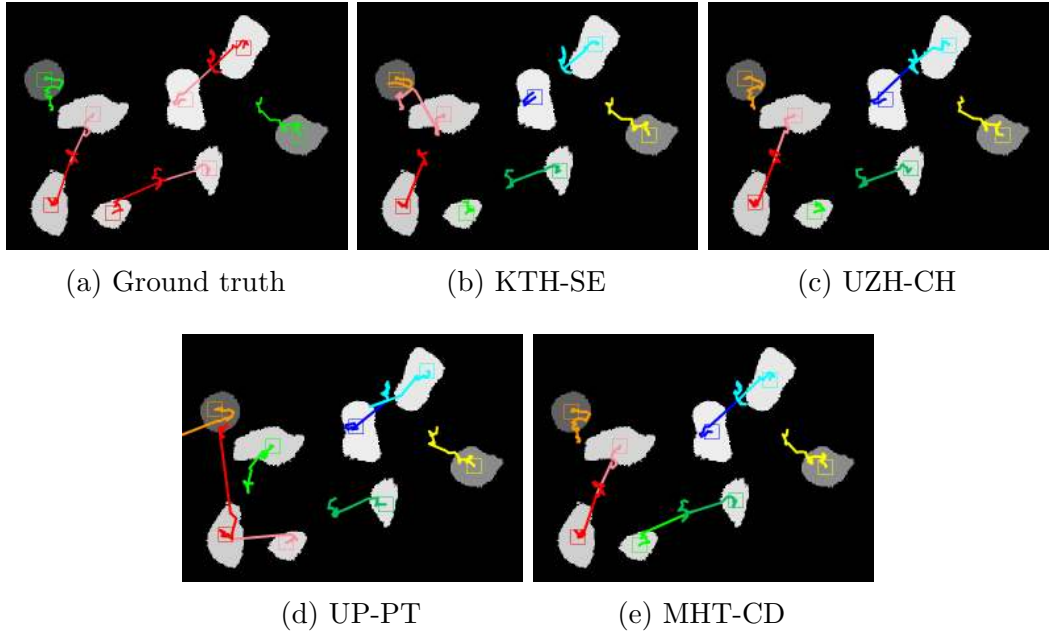 (a) Ground truth
(b) KTH-SE
(c) UZH-CH
(d) UP-PT
(e) MHT-CD